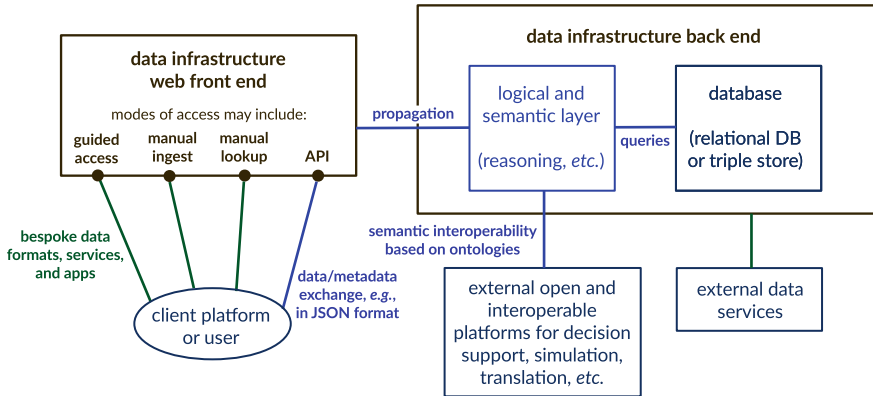 data infrastructure
web front end
modes of access may include:
guided
access
manual
ingest
manual
lookup
API
bespoke data
formats, services,
and apps
client platform
or user
data/metadata
exchange, e.g.,
in JSON format
propagation
data infrastructure back end
logical and
semantic layer
(reasoning, etc.)
queries
database
(relational DB
or triple store)
semantic interoperability
based on ontologies
external open and
interoperable
platforms for decision
support, simulation,
translation, etc.
external data
services